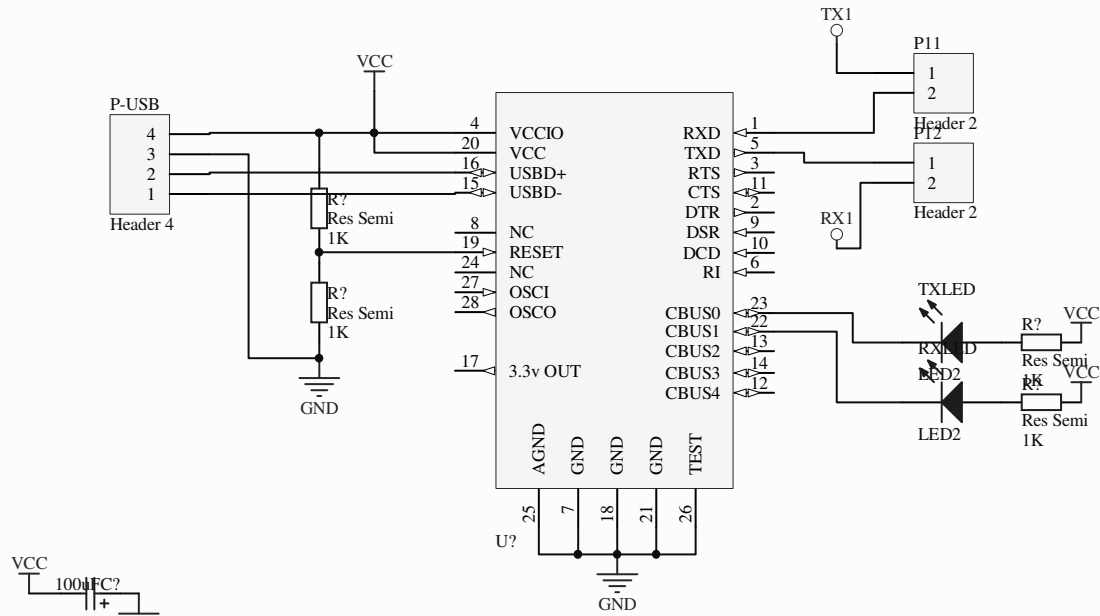 TX1
P11
1
2
Header 2
P12
1
2
Header 2
RX1
VCC
P-USB
4
3
2
1
Header 4
4
20
16
15
8
19
24
27
28
17
VCCIO
VCC
USBD+
USBD-
NC
RESET
NC
OSCI
OSCO
3.3v OUT
RXD
TXD
RTS
CTS
DTR
DSR
DCD
RI
CBUS0
CBUS1
CBUS2
CBUS3
CBUS4
1
5
3
11
2
9
10
6
23
22
13
14
12
R?
Res Semi
1K
R?
Res Semi
1K
GND
AGND
GND
GND
GND
TEST
25
7
18
21
26
U?
GND
TXLED
LED2
R?
Res Semi
1K
VCC
RXLED
LED2
R?
Res Semi
1K
VCC
VCC
100uF
C?
+